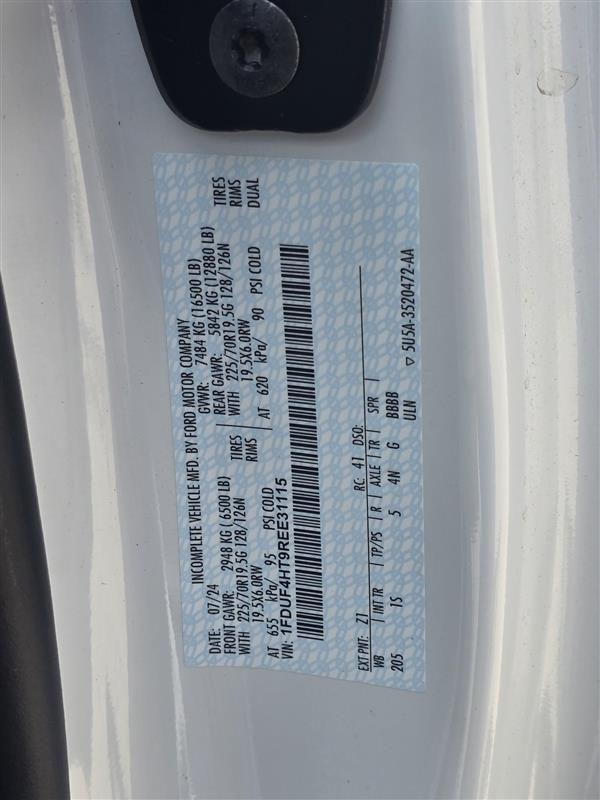 INCOMPLETE VEHICLE MFD. BY FORD MOTOR COMPANY
DATE: 07/24 GVWR: 7484 KG (16500 LB)
FRONT GAWR: 2948 KG ( 6500 LB) REAR GAWR: 5842 KG (12880 LB)
WITH 225/70R19.5G 128/126N TIRES WITH 225/70R19.5G 128/126N TIRES
19.5X6.0RW RIMS 19.5X6.0RW RIMS
AT 655 kPa/ 95 PSI COLD AT 620 kPa/ 90 PSI COLD DUAL
VIN: 1FDUF4HT9REE31115
EXT PNT: Z1 RC: 41 DSO:
WB INT TR TP/PS R AXLE TR SPR
205 TS 5 4N G BBBB
ULN
▽ 5U5A-3520472-AA